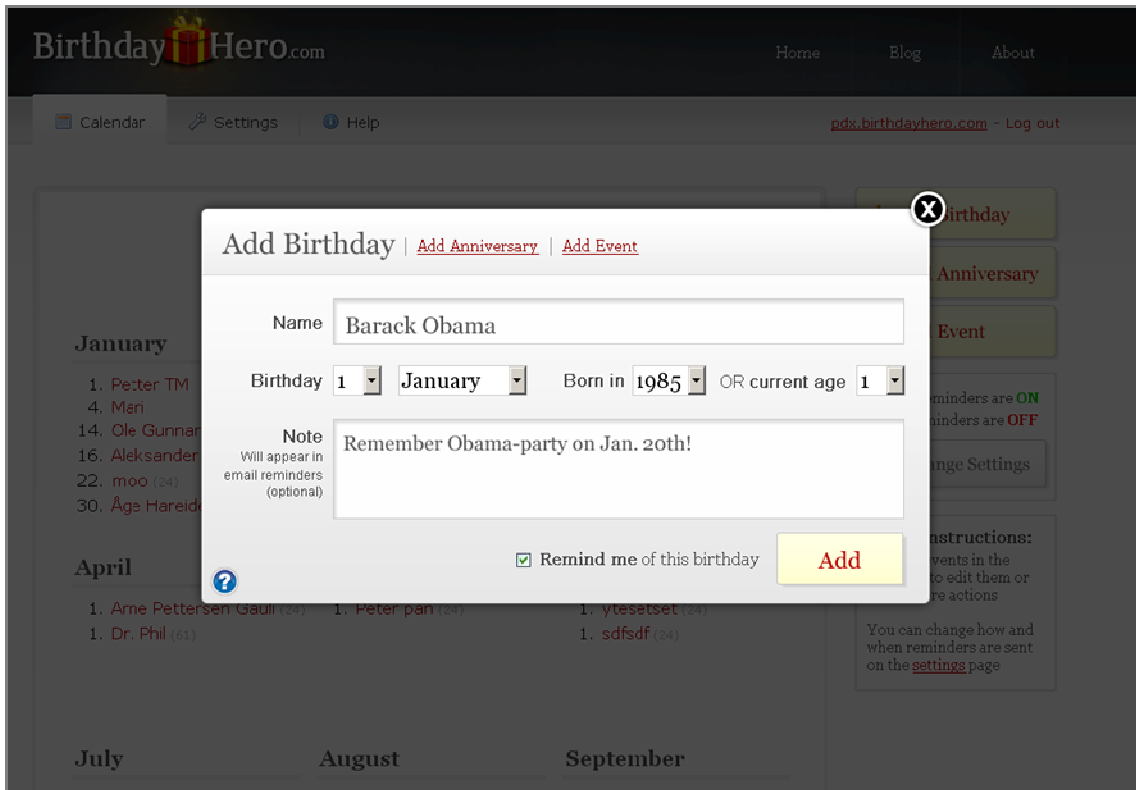 BirthdayHero.com
Home Blog About
Calendar Settings Help
pdx.birthdayhero.com - Log out
Birthday
Anniversary
Event
Add Birthday | Add Anniversary | Add Event
X
Name Barack Obama
Birthday 1 January Born in 1985 OR current age 1
Note
Will appear in
email reminders
(optional)
Remember Obama-party on Jan. 20th!
Remind me of this birthday Add
?
January
1. Petter TM
4. Mari
14. Ole Gunnar
16. Aleksander
22. moo (24)
30. Åge Hareide
April
1. Arne Pettersen Gauli (24) 1. Peter pan (24) 1. ytesetset (24)
1. Dr. Phil (61) 1. sdfsdf (24)
July August September
reminders are ON
reminders are OFF
Change Settings
Instructions:
events in the
to edit them or
actions
You can change how and
when reminders are sent
on the settings page